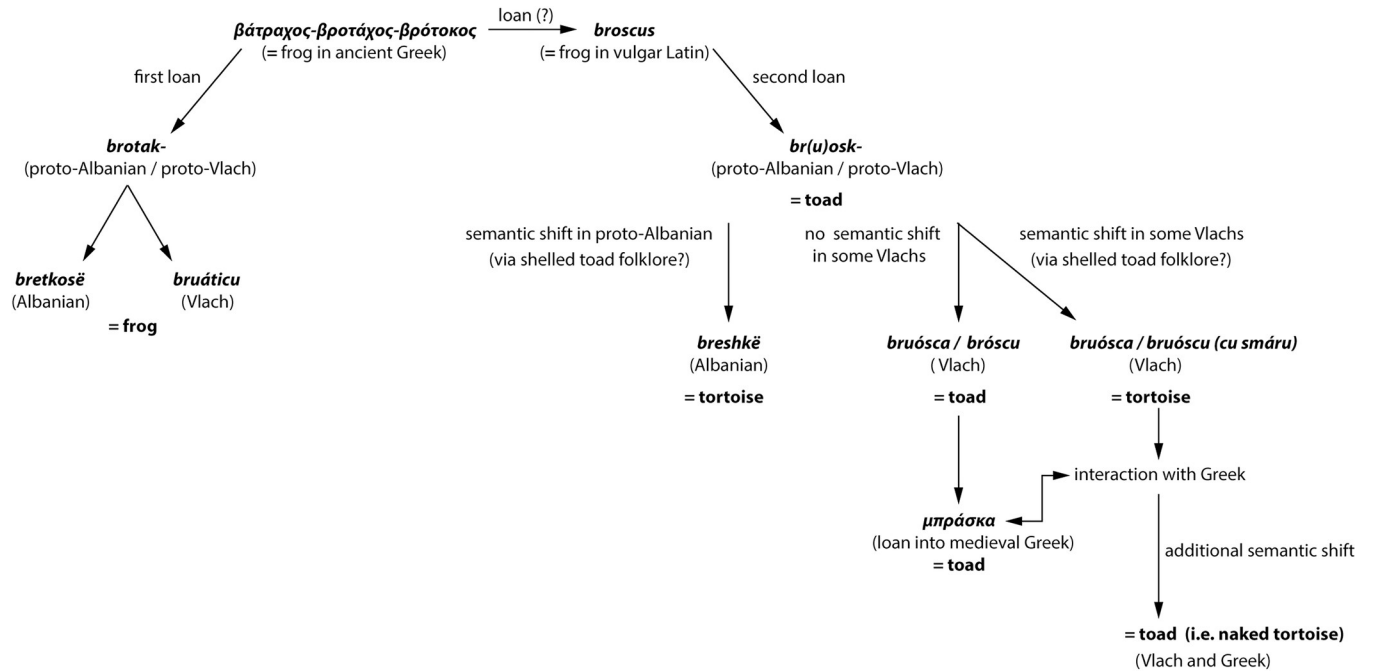 loan (?)
βάτραχος-βροτάχος-βρότοκος
broscus
(= frog in ancient Greek)
(= frog in vulgar Latin)
first loan
second loan
brotak-
(proto-Albanian / proto-Vlach)
br(u)osk-
(proto-Albanian / proto-Vlach)
= toad
semantic shift in proto-Albanian
(via shelled toad folklore?)
no semantic shift
in some Vlachs
semantic shift in some Vlachs
(via shelled toad folklore?)
bretkosë
(Albanian)
bruáticu
(Vlach)
= frog
breshkë
(Albanian)
= tortoise
bruósca / bróscu
( Vlach)
= toad
bruósca / bruóscu (cu smáru)
(Vlach)
= tortoise
interaction with Greek
μπράσκα
(loan into medieval Greek)
= toad
additional semantic shift
= toad (i.e. naked tortoise)
(Vlach and Greek)